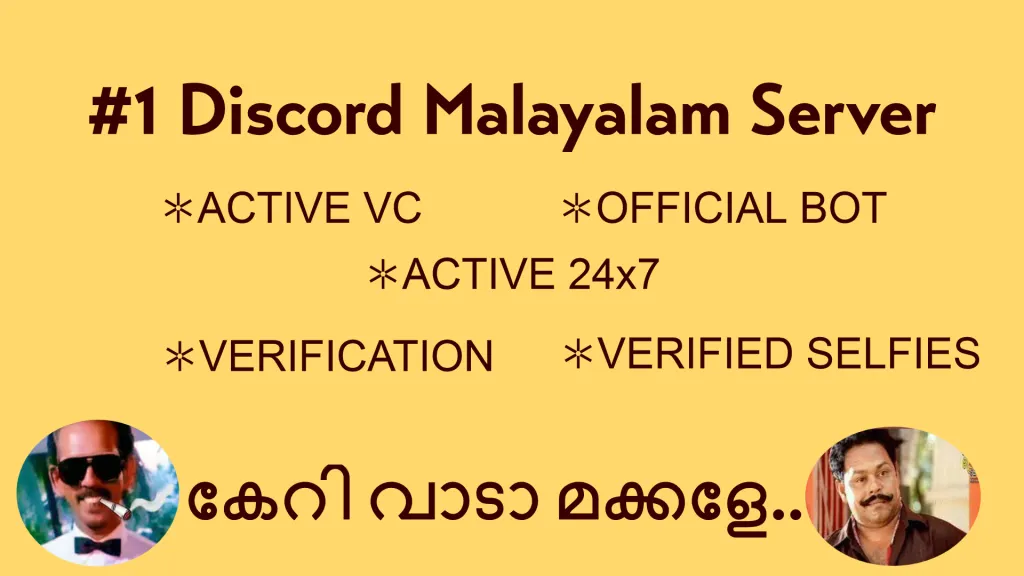 #1 Discord Malayalam Server
✳ACTIVE VC ✳OFFICIAL BOT
✳ACTIVE 24x7
✳VERIFICATION ✳VERIFIED SELFIES
കേറി വാടാ മക്കളേ..